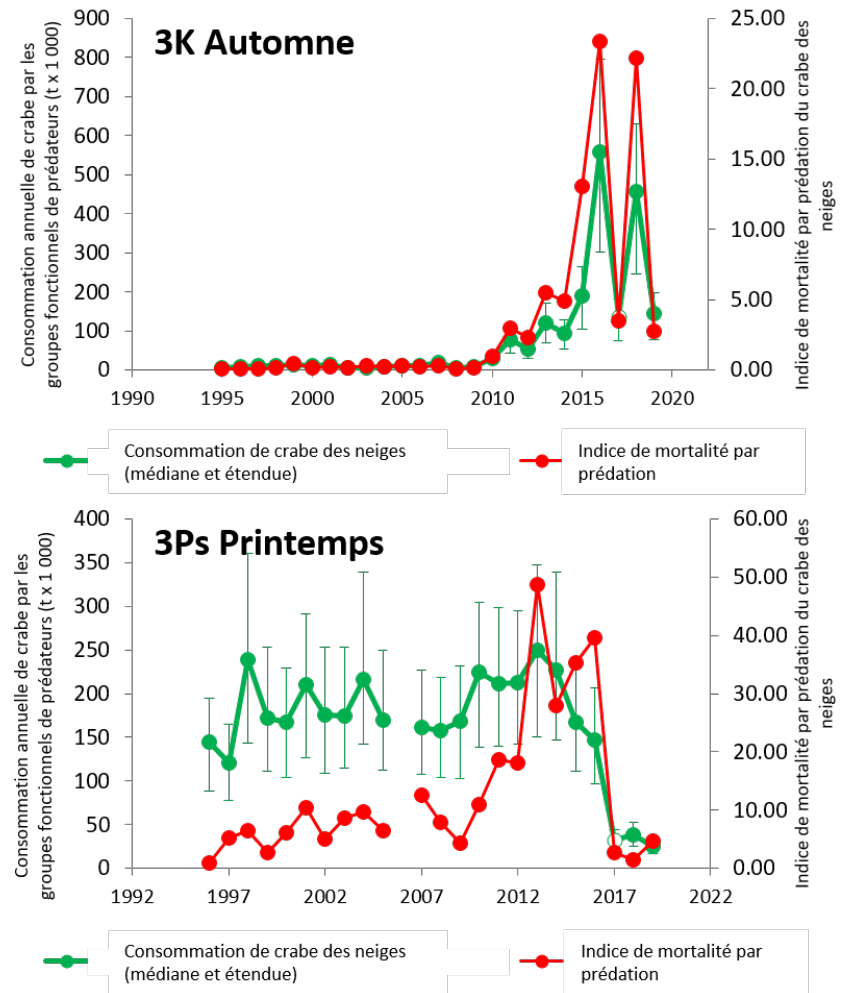 3K Automne
Consommation annuelle de crabe par les
groupes fonctionnels de prédateurs (t x 1 000)
900
800
700
600
500
400
300
200
100
0
25.00
20.00
15.00
10.00
5.00
0.00
Indice de mortalité par prédation du crabe des
neiges
1990
1995
2000
2005
2010
2015
2020
Consommation de crabe des neiges
(médiane et étendue)
Indice de mortalité par
prédation
3Ps Printemps
Consommation annuelle de crabe par les
groupes fonctionnels de prédateurs (t x 1 000)
400
350
300
250
200
150
100
50
0
60.00
50.00
40.00
30.00
20.00
10.00
0.00
Indice de mortalité par prédation du crabe des
neiges
1992
1997
2002
2007
2012
2017
2022
Consommation de crabe des neiges
(médiane et étendue)
Indice de mortalité par
prédation